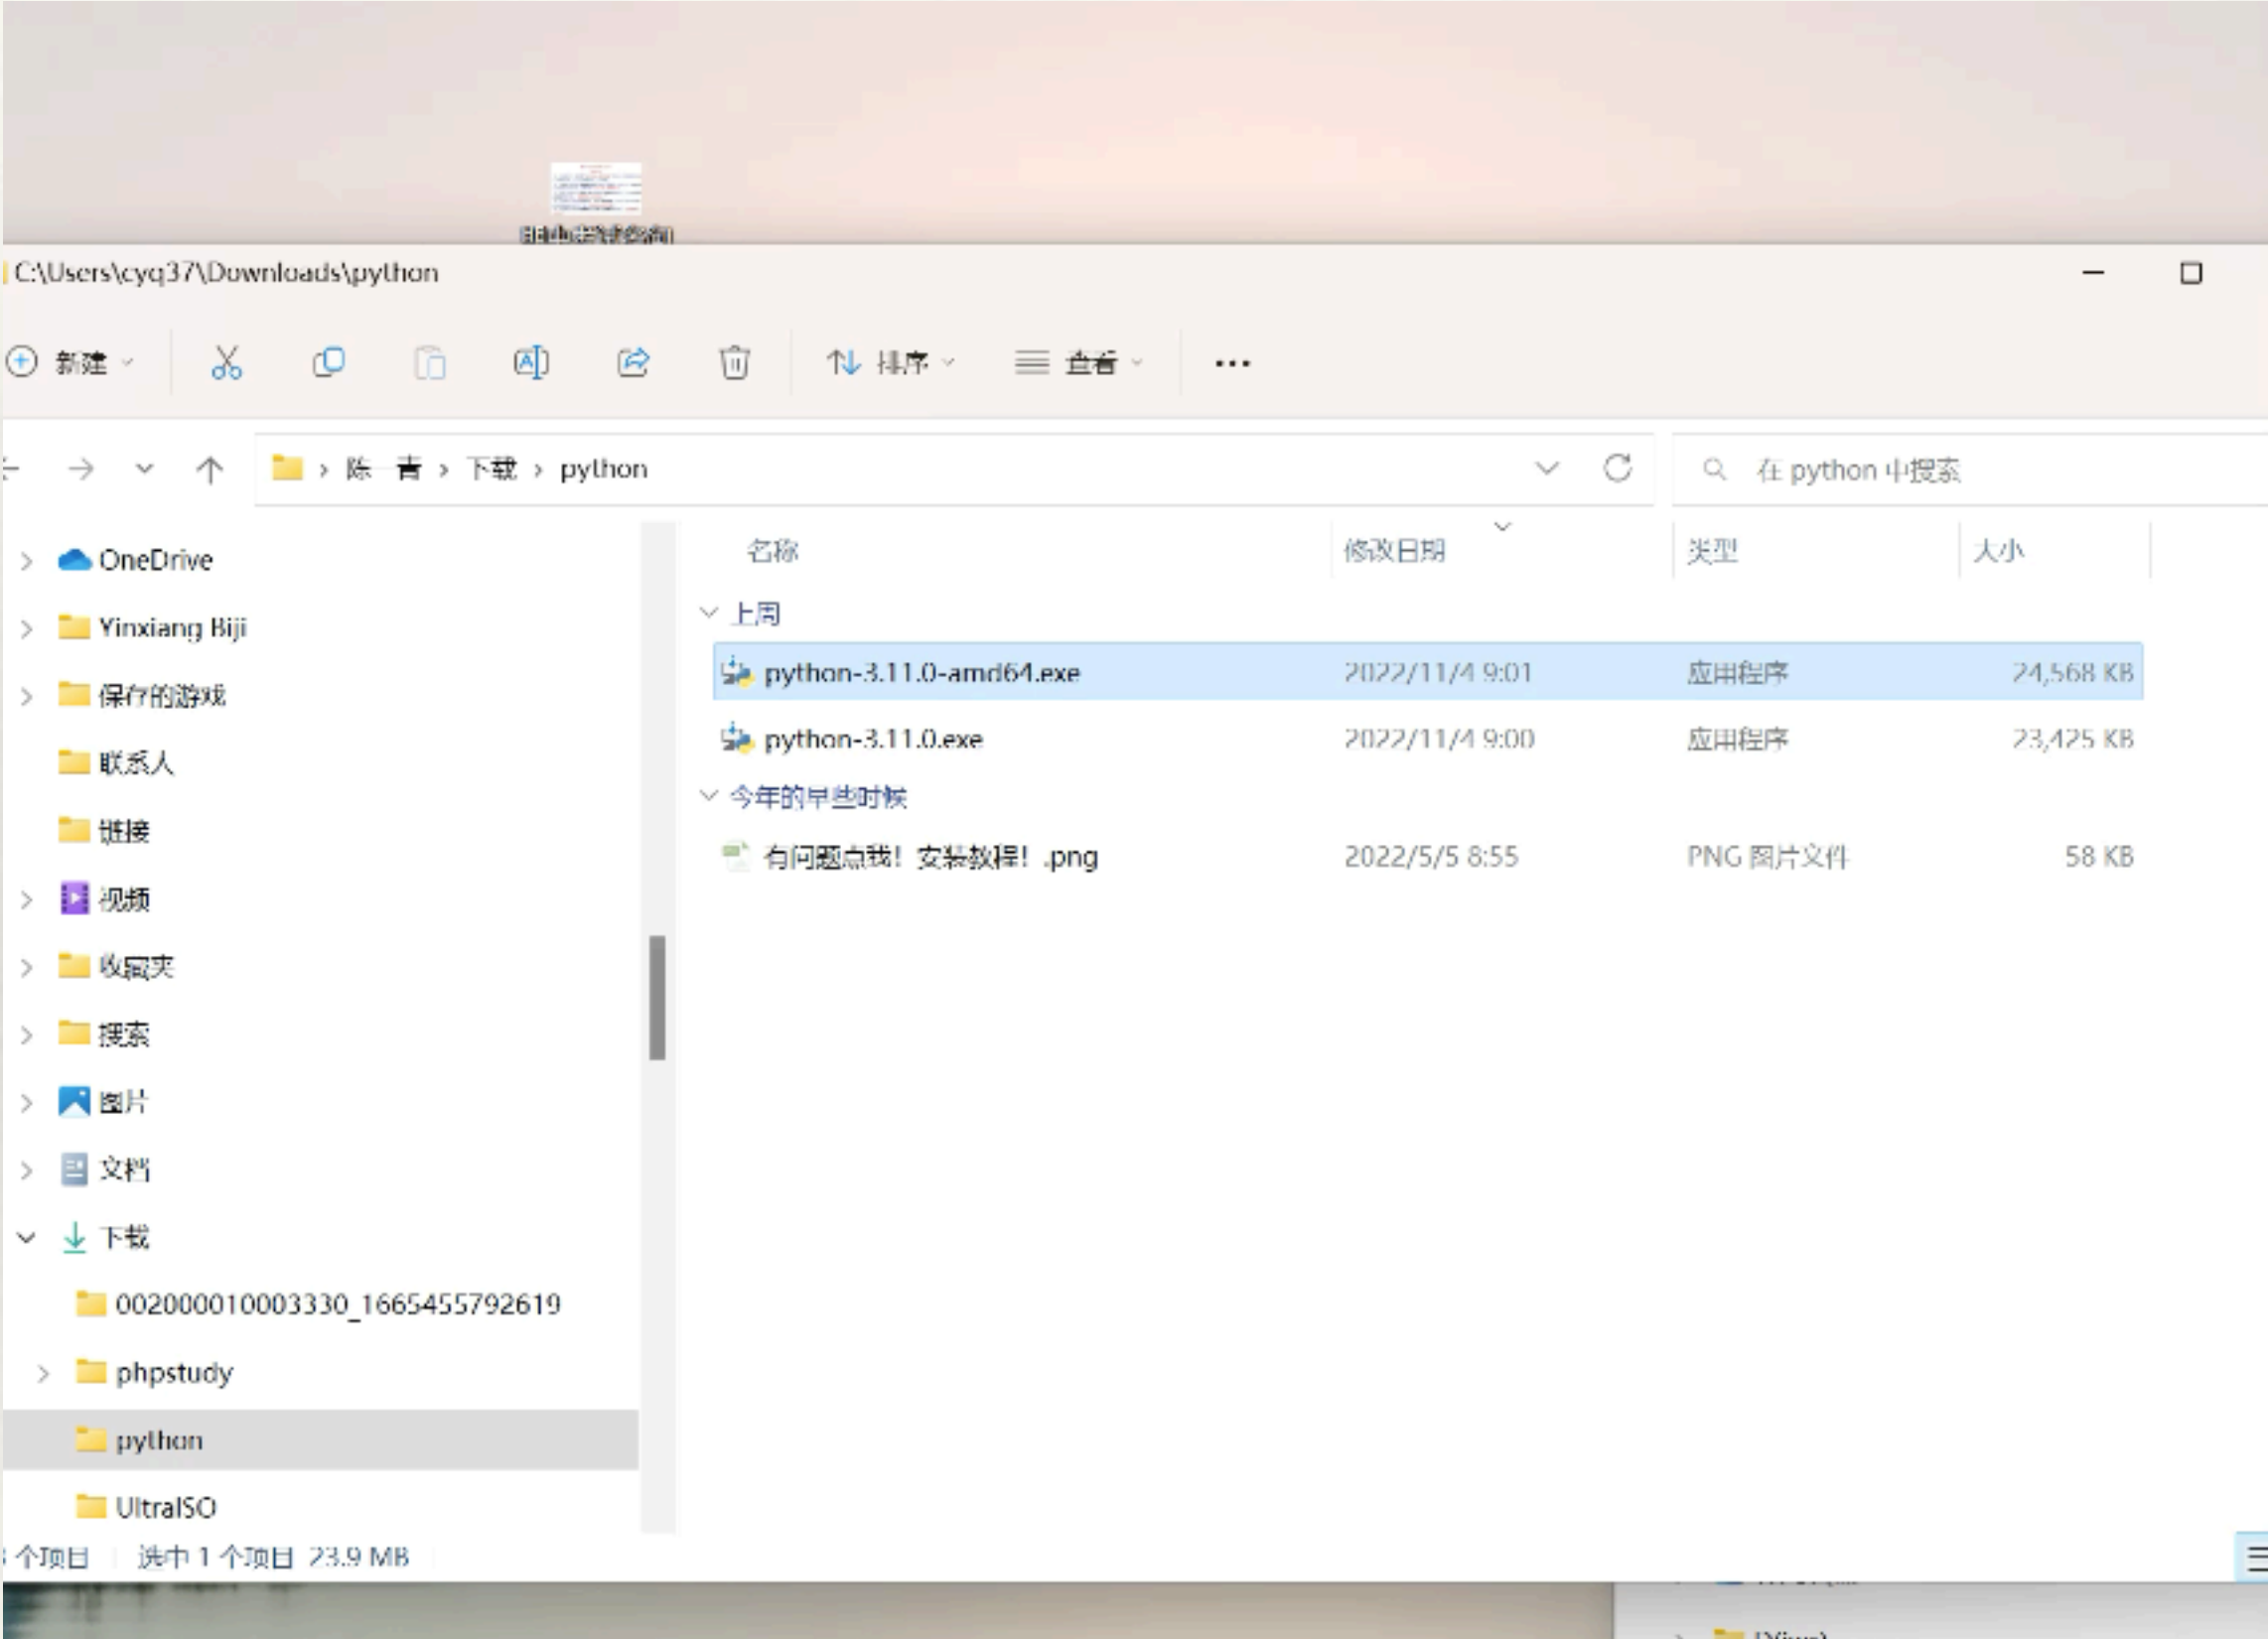 C:\Users\cyq37\Downloads\python
新建 排序 查看
陈 青 下载 python 在 python 中搜索
名称 修改日期 类型 大小
上周
python-3.11.0-amd64.exe 2022/11/4 9:01 应用程序 24,568 KB
python-3.11.0.exe 2022/11/4 9:00 应用程序 23,425 KB
今年的早些时候
有问题点我！安装教程！.png 2022/5/5 8:55 PNG 图片文件 58 KB
OneDrive
Yinxiang Biji
保存的游戏
联系人
链接
视频
收藏夹
搜索
图片
文档
下载
002000010003330_1665455792619
phpstudy
python
UltraISO
个项目 选中 1 个项目 23.9 MB